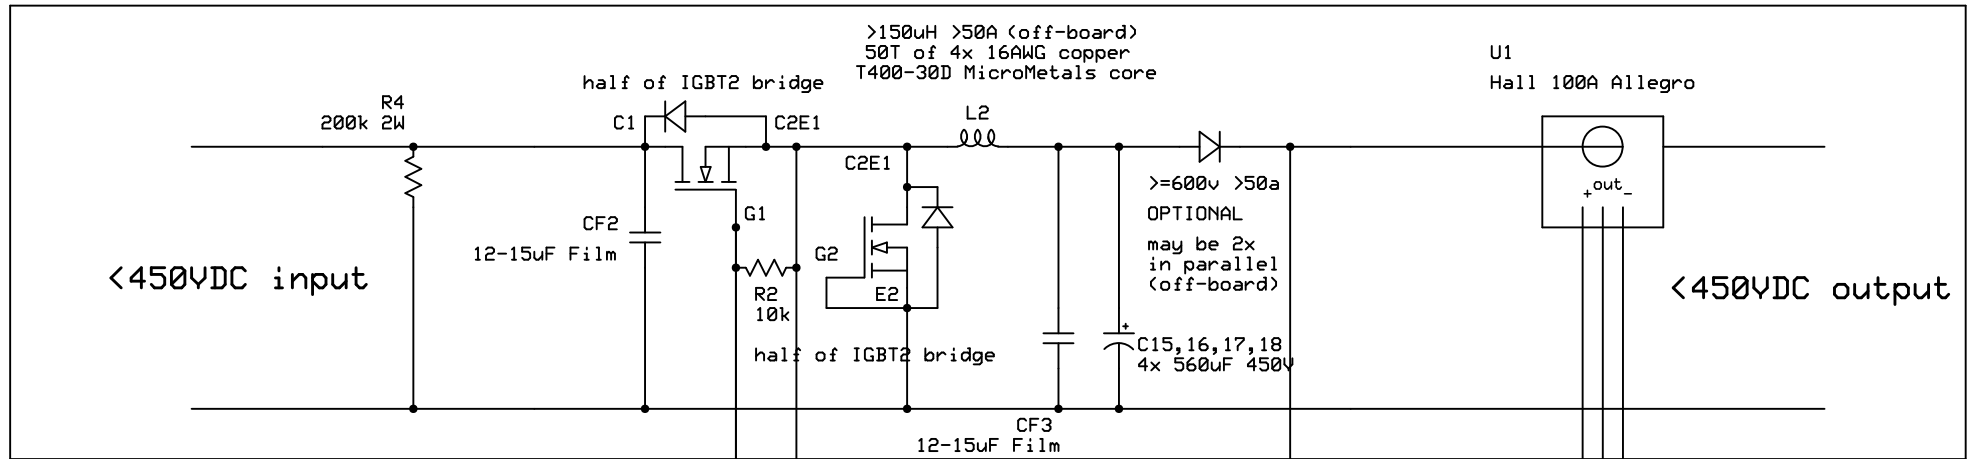 >150uH >50A (off-board)
50T of 4x 16AWG copper
T400-30D MicroMetals core
U1
Hall 100A Allegro
half of IGBT2 bridge
R4
200k 2W
C1
C2E1
L2
C2E1
>=600v >50a
OPTIONAL
may be 2x
in parallel
(off-board)
+ out -
G1
CF2
12-15uF Film
G2
E2
R2
10k
<450VDC input
<450VDC output
half of IGBT2 bridge
+
C15,16,17,18
4x 560uF 450V
CF3
12-15uF Film